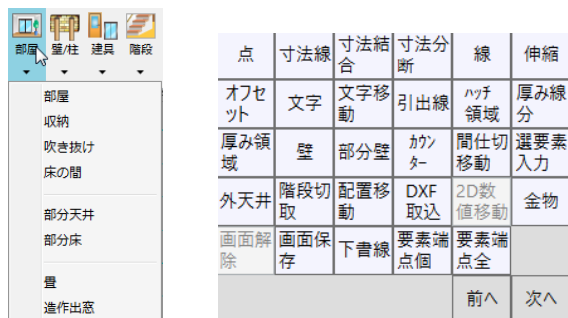 部屋 壁/柱 建具 階段
部屋
収納
吹き抜け
床の間
部分天井
部分床
畳
造作出窓
点 寸法線 寸法結合 寸法分断 線 伸縮
オフセット 文字 文字移動 引出線 ハッチ領域 厚み線分
厚み領域 壁 部分壁 カウンター 間仕切移動 選要素入力
外天井 階段切取 配置移動 DXF取込 2D数値移動 金物
画面解除 画面保存 下書線 要素端点個 要素端点全
前へ 次へ